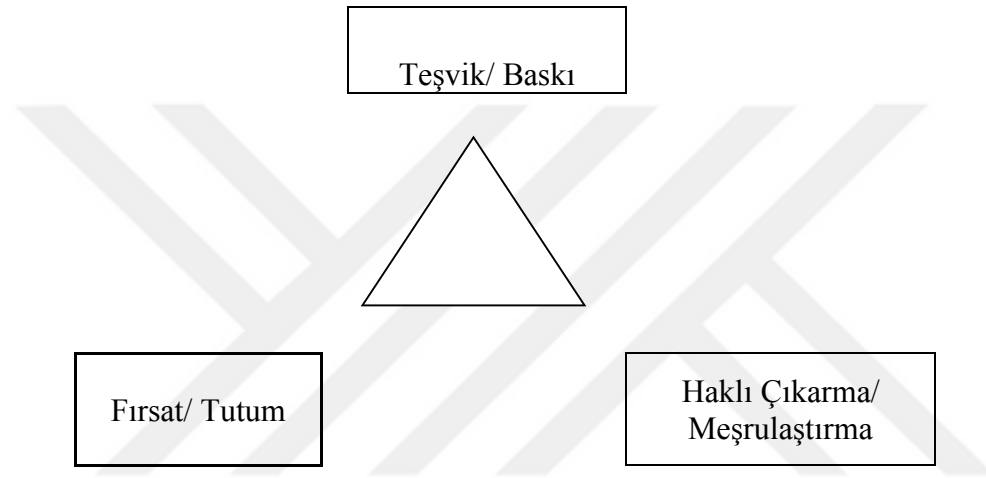 Teşvik/ Baskı
Fırsat/ Tutum
Haklı Çıkarma/
Meşrulaştırma